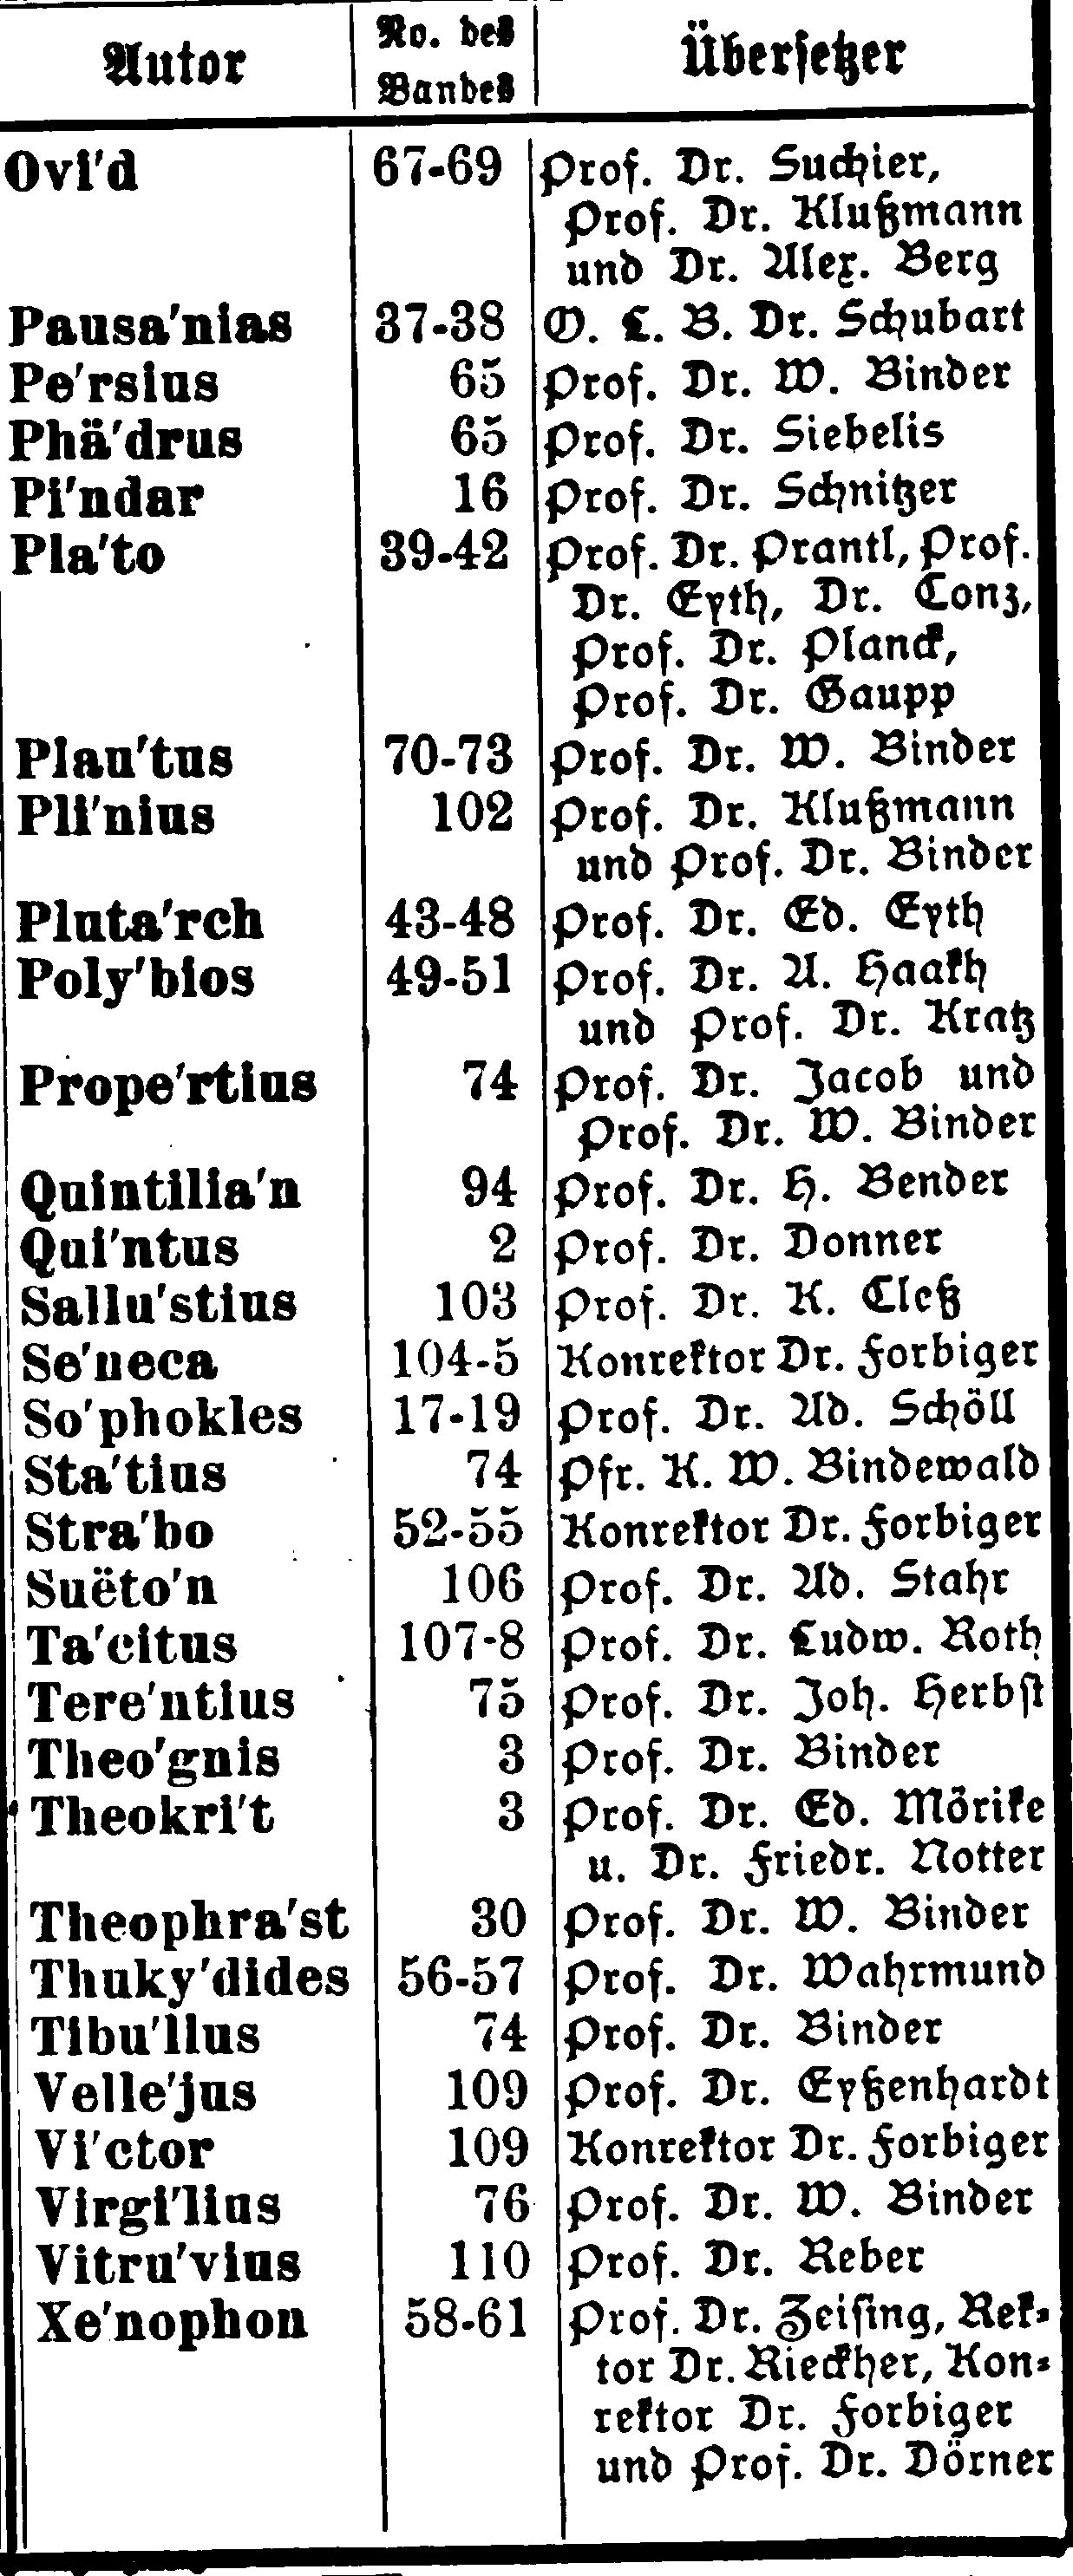 Autor No. des Übersetzer
Bandes
Ovi'd 67-69 Prof. Dr. Suchier,
Prof. Dr. Klußmann
und Dr. Alex. Berg
Pausa'nias 37-38 O. L. B. Dr. Schubart
Pe'rsius 65 Prof. Dr. W. Binder
Phä'drus 65 Prof. Dr. Siebelis
Pi'ndar 16 Prof. Dr. Schnitzer
Pla'to 39-42 Prof. Dr. Prantl, Prof.
Dr. Eyth, Dr. Conz,
Prof. Dr. Planck,
Prof. Dr. Gaupp
Plau'tus 70-73 Prof. Dr. W. Binder
Pli'nius 102 Prof. Dr. Klußmann
und Prof. Dr. Binder
Pluta'rch 43-48 Prof. Dr. Ed. Eyth
Poly'bios 49-51 Prof. Dr. A. Haakh
und Prof. Dr. Kratz
Prope'rtius 74 Prof. Dr. Jacob und
Prof. Dr. W. Binder
Quintilia'n 94 Prof. Dr. H. Bender
Qui'ntus 2 Prof. Dr. Donner
Sallu'stius 103 Prof. Dr. K. Cleß
Se'neca 104-5 Konrektor Dr. Forbiger
So'phokles 17-19 Prof. Dr. Ad. Schöll
Sta'tius 74 Pfr. K. W. Bindewald
Stra'bo 52-55 Konrektor Dr. Forbiger
Suëto'n 106 Prof. Dr. Ad. Stahr
Ta'citus 107-8 Prof. Dr. Ludw. Roth
Tere'ntius 75 Prof. Dr. Joh. Herbst
Theo'gnis 3 Prof. Dr. Binder
Theokri't 3 Prof. Dr. Ed. Mörike
u. Dr. Friedr. Notter
Theophra'st 30 Prof. Dr. W. Binder
Thuky'dides 56-57 Prof. Dr. Wahrmund
Tibu'llus 74 Prof. Dr. Binder
Velle'jus 109 Prof. Dr. Eyßenhardt
Vi'ctor 109 Konrektor Dr. Forbiger
Virgi'lius 76 Prof. Dr. W. Binder
Vitru'vius 110 Prof. Dr. Reber
Xe'nophon 58-61 Prof. Dr. Zeising, Rek-
tor Dr. Rieckher, Kon-
rektor Dr. Forbiger
und Prof. Dr. Dörner